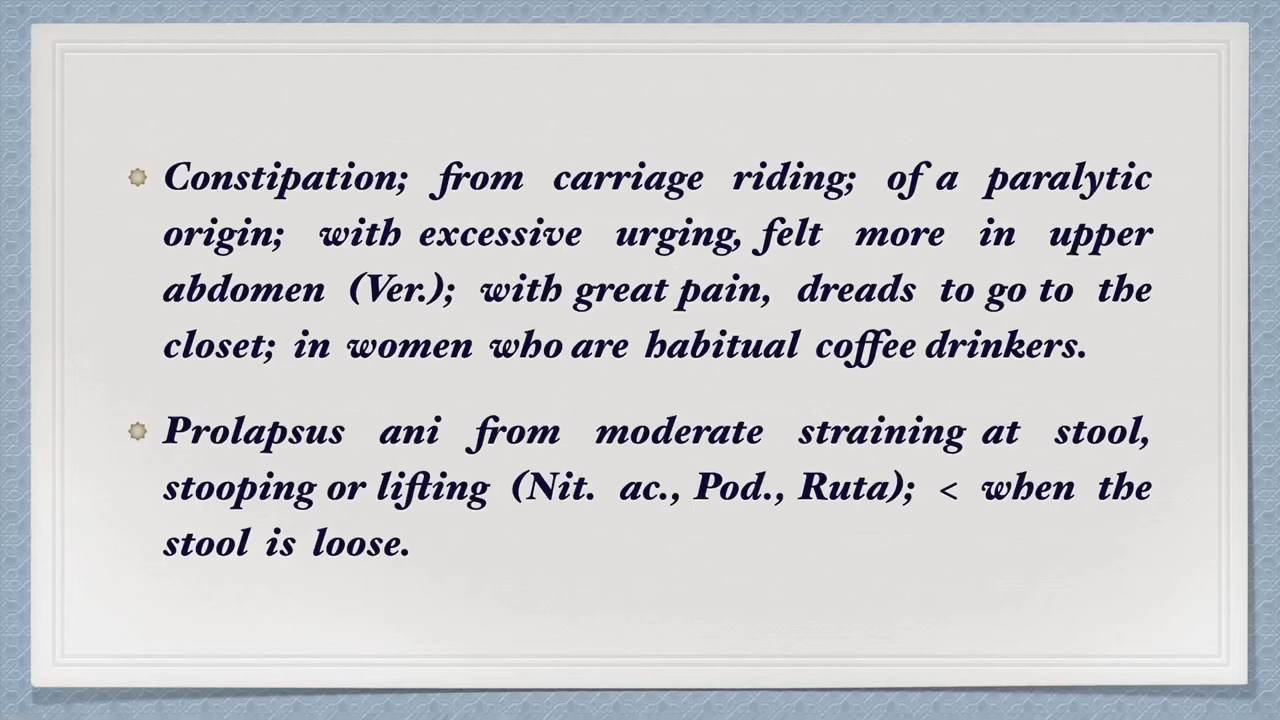 Constipation; from carriage riding; of a paralytic
origin; with excessive urging, felt more in upper
abdomen (Ver.); with great pain, dreads to go to the
closet; in women who are habitual coffee drinkers.
Prolapsus ani from moderate straining at stool,
stooping or lifting (Nit. ac., Pod., Ruta); < when the
stool is loose.